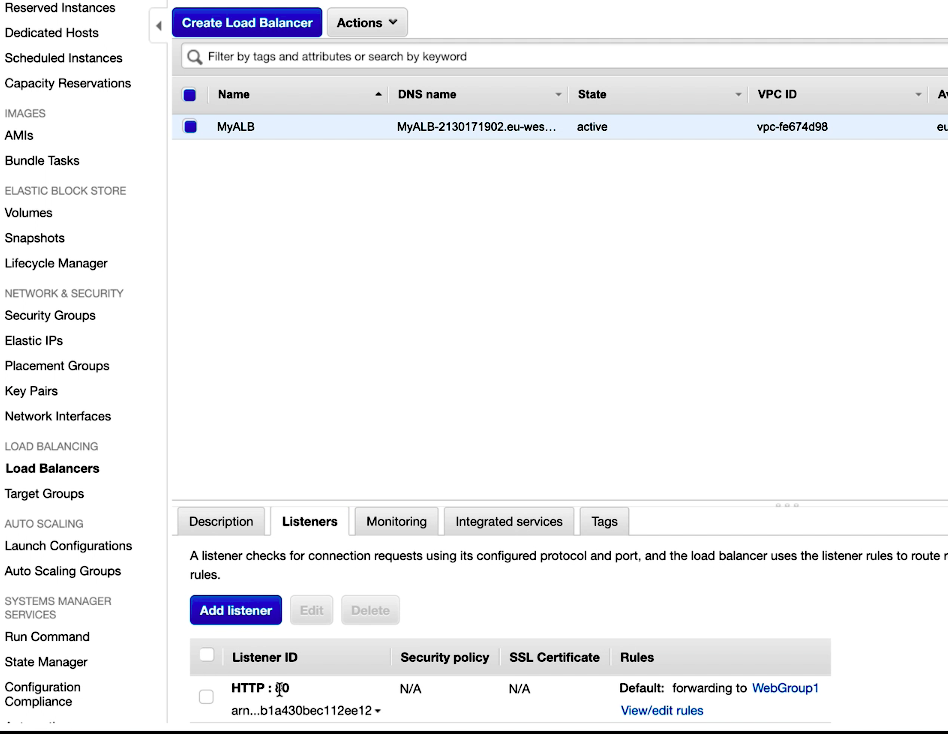 Reserved Instances
Dedicated Hosts
Scheduled Instances
Capacity Reservations
IMAGES
AMIs
Bundle Tasks
ELASTIC BLOCK STORE
Volumes
Snapshots
Lifecycle Manager
NETWORK & SECURITY
Security Groups
Elastic IPs
Placement Groups
Key Pairs
Network Interfaces
LOAD BALANCING
Load Balancers
Target Groups
AUTO SCALING
Launch Configurations
Auto Scaling Groups
SYSTEMS MANAGER
SERVICES
Run Command
State Manager
Configuration
Compliance
Create Load Balancer Actions
Filter by tags and attributes or search by keyword
Name DNS name State VPC ID
MyALB MyALB-2130171902.eu-wes... active vpc-fe674d98 eu
Description Listeners Monitoring Integrated services Tags
A listener checks for connection requests using its configured protocol and port, and the load balancer uses the listener rules to route
rules.
Add listener Edit Delete
Listener ID Security policy SSL Certificate Rules
HTTP : 80 N/A N/A Default: forwarding to WebGroup1
arn...b1a430bec112ee12 View/edit rules